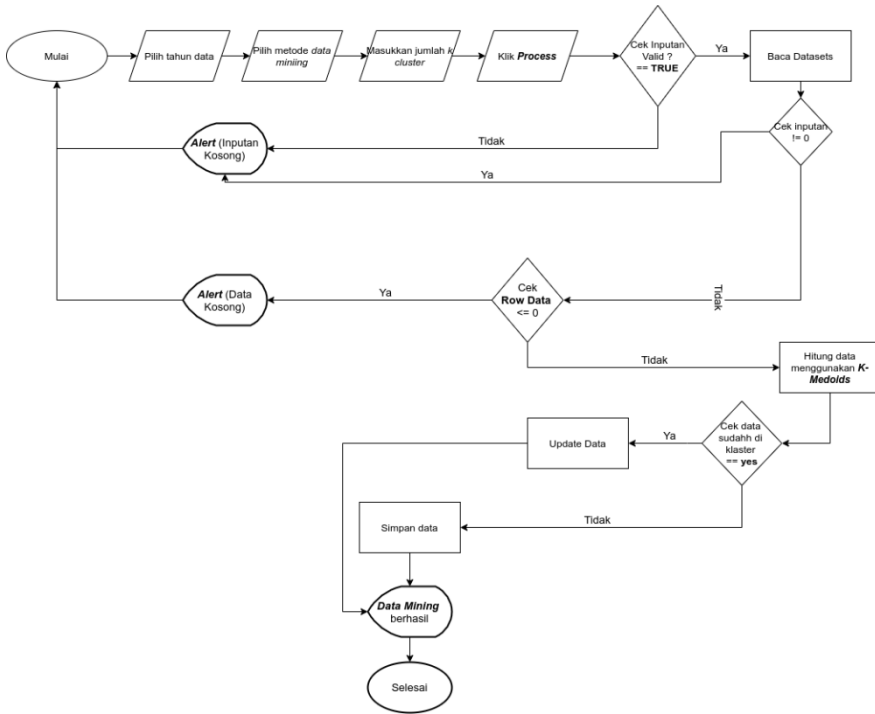 Mulai
Pilih tahun data
Pilih metode data
miniing
Masukkan jumlah k
cluster
Klik Process
Cek Inputan
Valid ?
== TRUE
Ya
Baca Datasets
Tidak
Alert (Inputan
Kosong)
Cek inputan
!= 0
Ya
Tidak
Alert (Data
Kosong)
Ya
Cek
Row Data
<= 0
Tidak
Hitung data
menggunakan K-
Medoids
Update Data
Ya
Cek data
sudahh di
klaster
== yes
Simpan data
Tidak
Data Mining
berhasil
Selesai